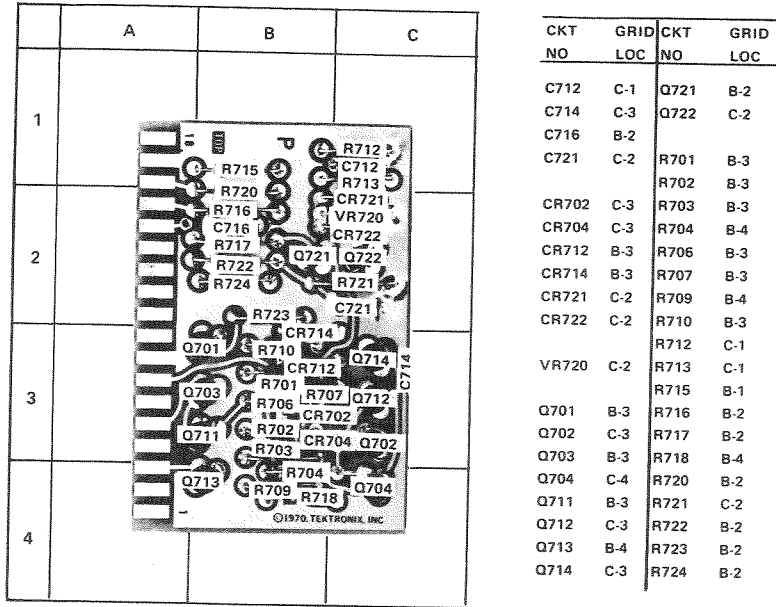 A B C
1
2
3
4
18
P
R712
C712
R715
R713
R720
CR721
R716
VR720
C716
CR722
R717
Q721 Q722
R722
R721
R724
C721
R723
CR714
Q701
R710
Q714
CR712
C714
R701
Q703
R707 Q712
R706
CR702
Q711 R702
CR704 Q702
R703
R704
Q713
R709
R718
Q704
1
©1970, TEKTRONIX, INC
CKT GRID CKT GRID
NO LOC NO LOC
C712 C-1 Q721 B-2
C714 C-3 Q722 C-2
C716 B-2
C721 C-2 R701 B-3
R702 B-3
CR702 C-3 R703 B-3
CR704 C-3 R704 B-4
CR712 B-3 R706 B-3
CR714 B-3 R707 B-3
CR721 C-2 R709 B-4
CR722 C-2 R710 B-3
R712 C-1
VR720 C-2 R713 C-1
R715 B-1
Q701 B-3 R716 B-2
Q702 C-3 R717 B-2
Q703 B-3 R718 B-4
Q704 C-4 R720 B-2
Q711 B-3 R721 C-2
Q712 C-3 R722 B-2
Q713 B-4 R723 B-2
Q714 C-3 R724 B-2